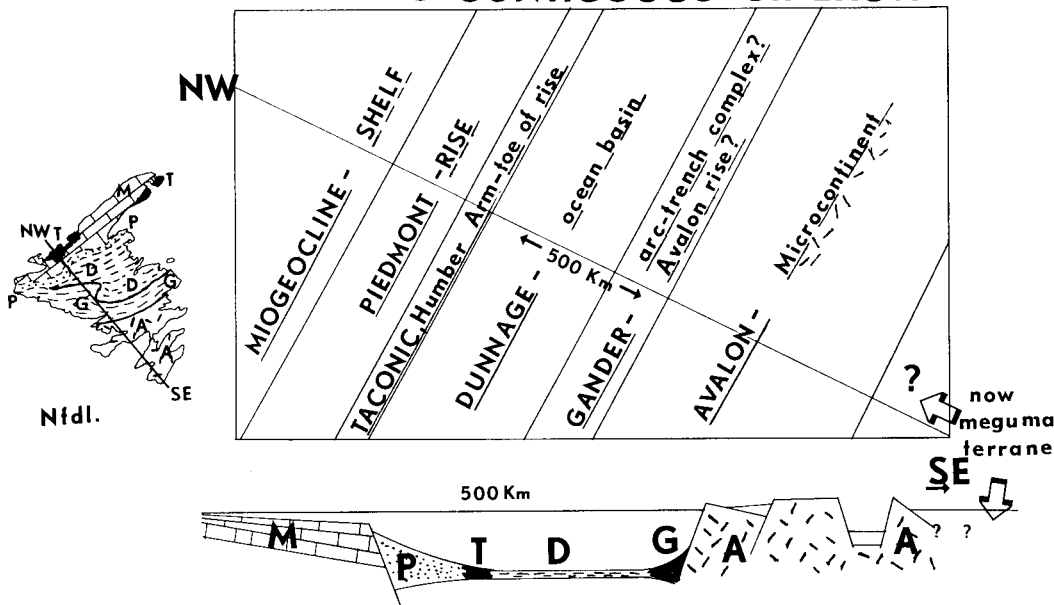 NW
MIOGEOCLINE - SHELF
PIEDMONT - RISE
TACONIC, Humber Arm-toe of rise
DUNNAGE - ocean basin
500 Km
GANDER- arc-trench complex?
Avalon rise?
AVALON- Microcontinent
?
now
meguma
terrane
SE
M
T
P
NW T
D
D
G
P
G
A
A
SE
Nfdl.
500 Km
M
P
T
D
G
A
A
? ?